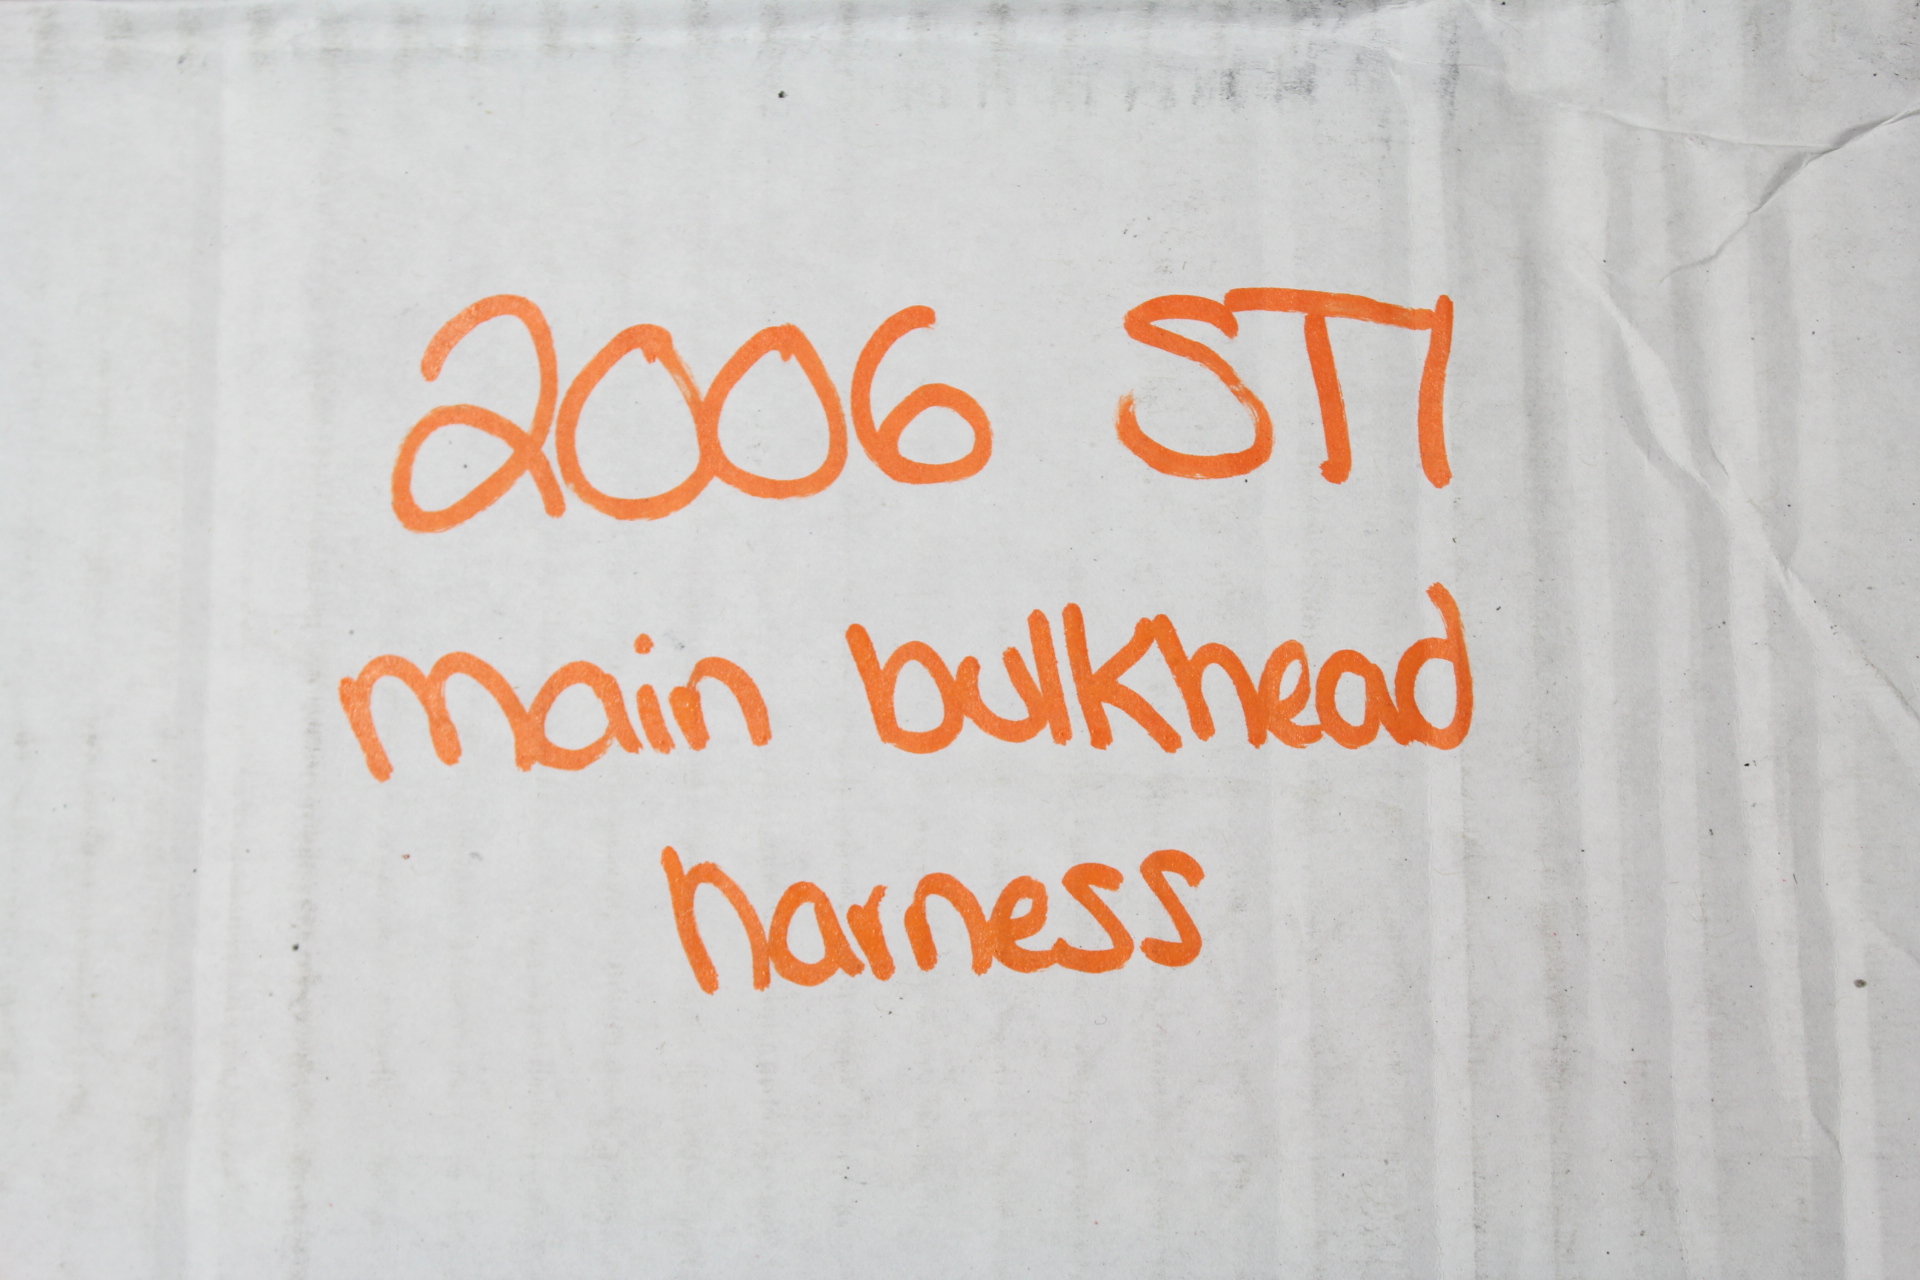 2006 STI
main bulkhead
harness